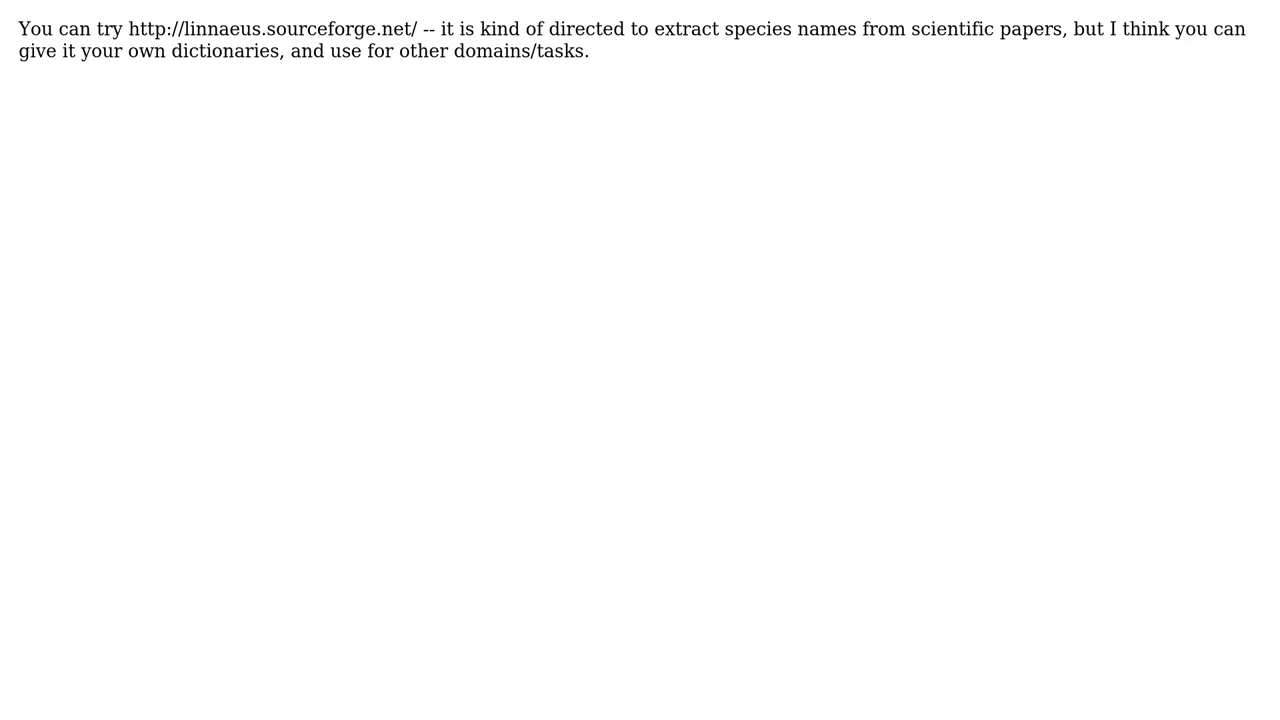 You can try http://linnaeus.sourceforge.net/ -- it is kind of directed to extract species names from scientific papers, but I think you can
give it your own dictionaries, and use for other domains/tasks.